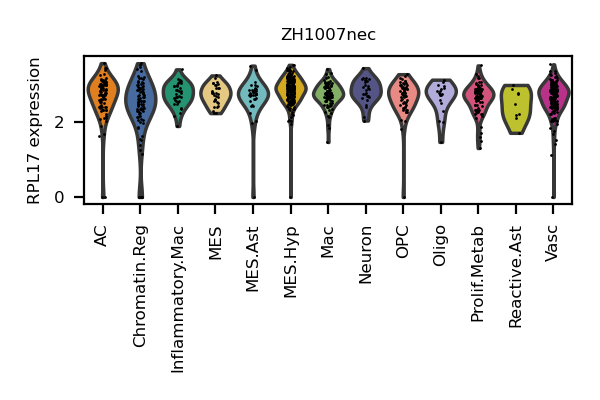 ZH1007nec
RPL17 expression
2
0
AC
Chromatin.Reg
Inflammatory.Mac
MES
MES.Ast
MES.Hyp
Mac
Neuron
OPC
Oligo
Prolif.Metab
Reactive.Ast
Vasc